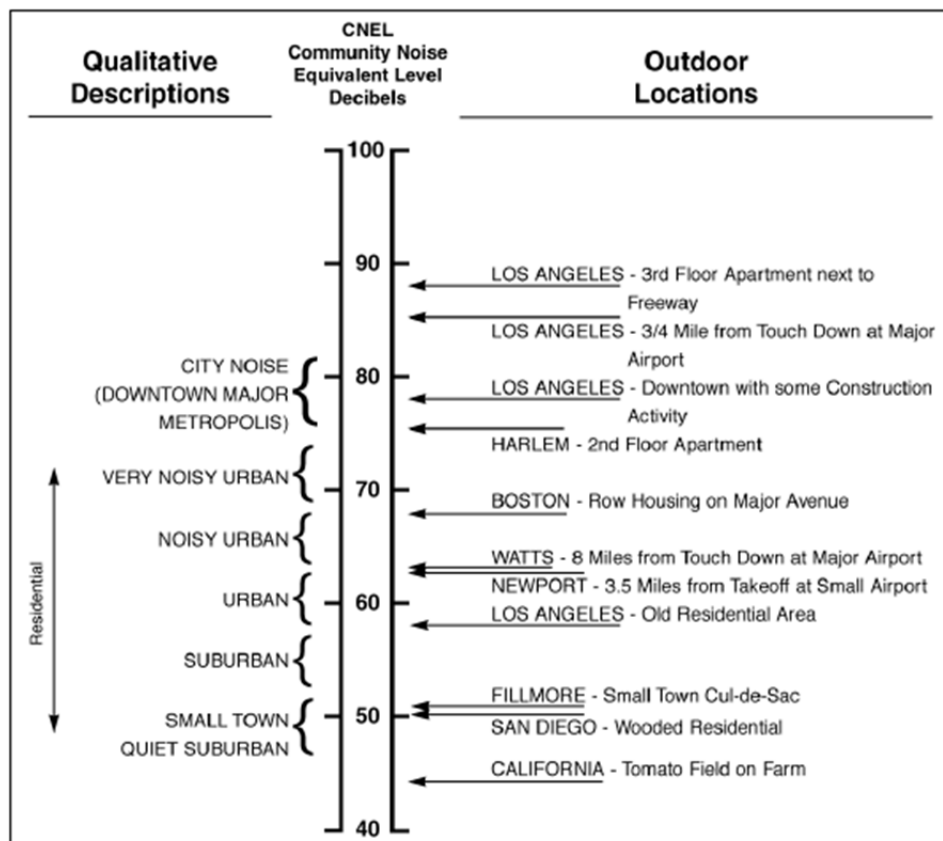 Qualitative
Descriptions
CNEL
Community Noise
Equivalent Level
Decibels
Outdoor
Locations
100
90
80
70
60
50
40
CITY NOISE
(DOWNTOWN MAJOR
METROPOLIS)
VERY NOISY URBAN
NOISY URBAN
URBAN
SUBURBAN
SMALL TOWN
QUIET SUBURBAN
Residential
LOS ANGELES - 3rd Floor Apartment next to
Freeway
LOS ANGELES - 3/4 Mile from Touch Down at Major
Airport
LOS ANGELES - Downtown with some Construction
Activity
HARLEM - 2nd Floor Apartment
BOSTON - Row Housing on Major Avenue
WATTS - 8 Miles from Touch Down at Major Airport
NEWPORT - 3.5 Miles from Takeoff at Small Airport
LOS ANGELES - Old Residential Area
FILLMORE - Small Town Cul-de-Sac
SAN DIEGO - Wooded Residential
CALIFORNIA - Tomato Field on Farm